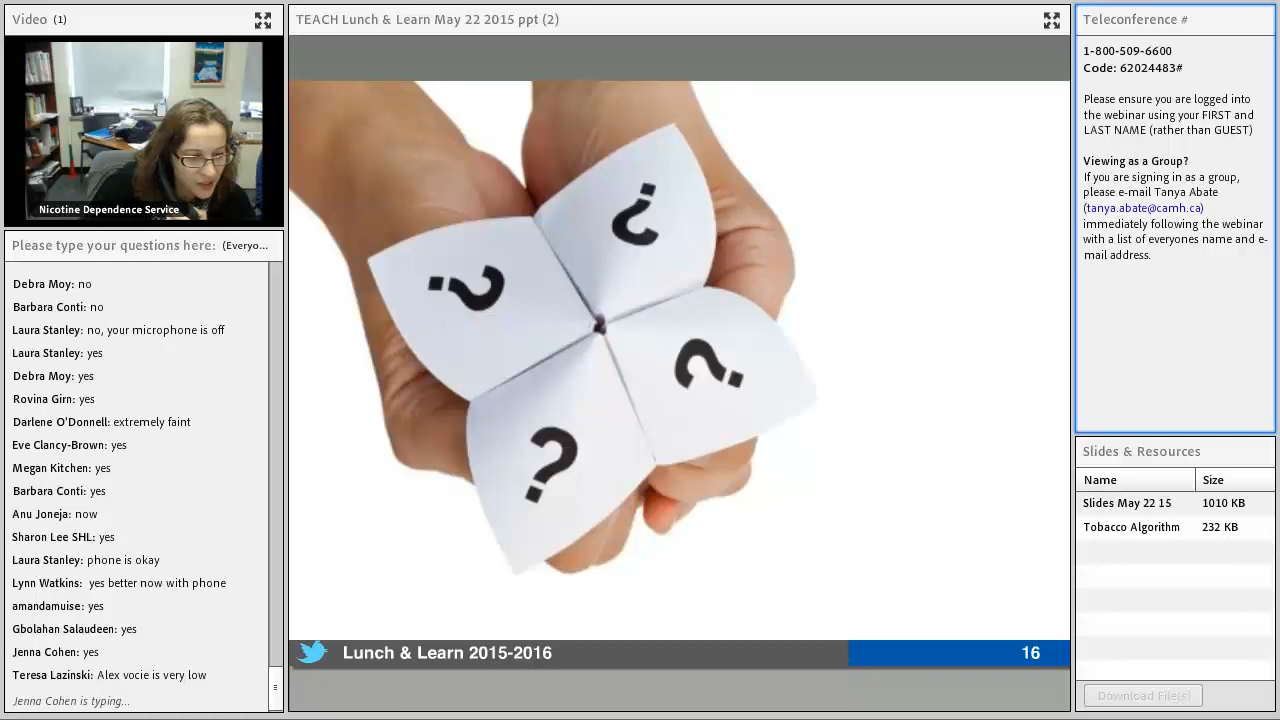 Video (1)
Nicotine Dependence Service
Please type your questions here: (Everyo...
Debra Moy: no
Barbara Conti: no
Laura Stanley: no, your microphone is off
Laura Stanley: yes
Debra Moy: yes
Rovina Girn: yes
Darlene O'Donnell: extremely faint
Eve Clancy-Brown: yes
Megan Kitchen: yes
Barbara Conti: yes
Anu Joneja: now
Sharon Lee SHL: yes
Laura Stanley: phone is okay
Lynn Watkins: yes better now with phone
amandamuise: yes
Gbolahan Salaudeen: yes
Jenna Cohen: yes
Teresa Lazinski: Alex vocie is very low
Jenna Cohen is typing...
TEACH Lunch & Learn May 22 2015 ppt (2)
?
?
?
?
Lunch & Learn 2015-2016
16
Teleconference #
1-800-509-6600
Code: 62024483#
Please ensure you are logged into
the webinar using your FIRST and
LAST NAME (rather than GUEST)
Viewing as a Group?
If you are signing in as a group,
please e-mail Tanya Abate
(tanya.abate@camh.ca)
immediately following the webinar
with a list of everyones name and e-
mail address.
Slides & Resources
Name Size
Slides May 22 15 1010 KB
Tobacco Algorithm 232 KB
Download File(s)